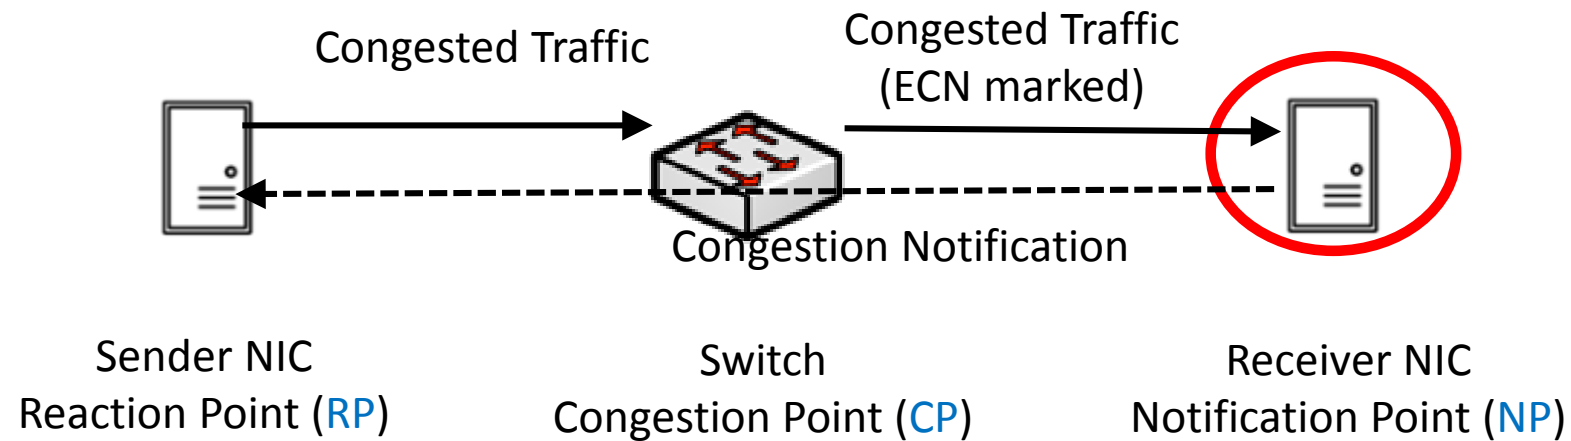 Congested Traffic
Congested Traffic
(ECN marked)
Congestion Notification
Sender NIC
Reaction Point (RP)
Switch
Congestion Point (CP)
Receiver NIC
Notification Point (NP)